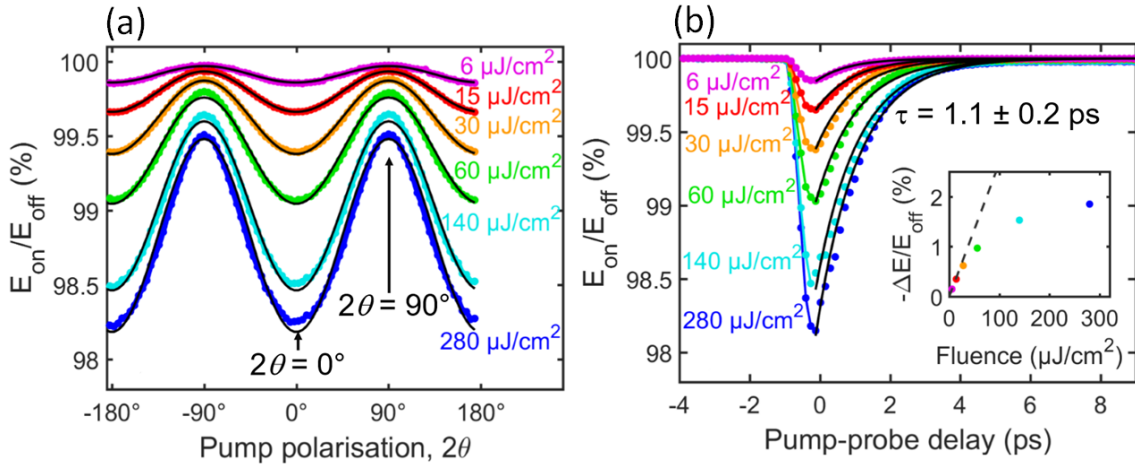 (a)
E_on/E_off (%)
100
99.5
99
98.5
98
6 µJ/cm²
15 µJ/cm²
30 µJ/cm²
60 µJ/cm²
140 µJ/cm²
280 µJ/cm²
2θ = 90°
2θ = 0°
-180° -90° 0° 90° 180°
Pump polarisation, 2θ
(b)
E_on/E_off (%)
100
99.5
99
98.5
98
6 µJ/cm²
15 µJ/cm²
30 µJ/cm²
60 µJ/cm²
140 µJ/cm²
280 µJ/cm²
τ = 1.1 ± 0.2 ps
-ΔE/E_off (%)
2
1
0
0 100 200 300
Fluence (µJ/cm²)
-4 -2 0 2 4 6 8
Pump-probe delay (ps)